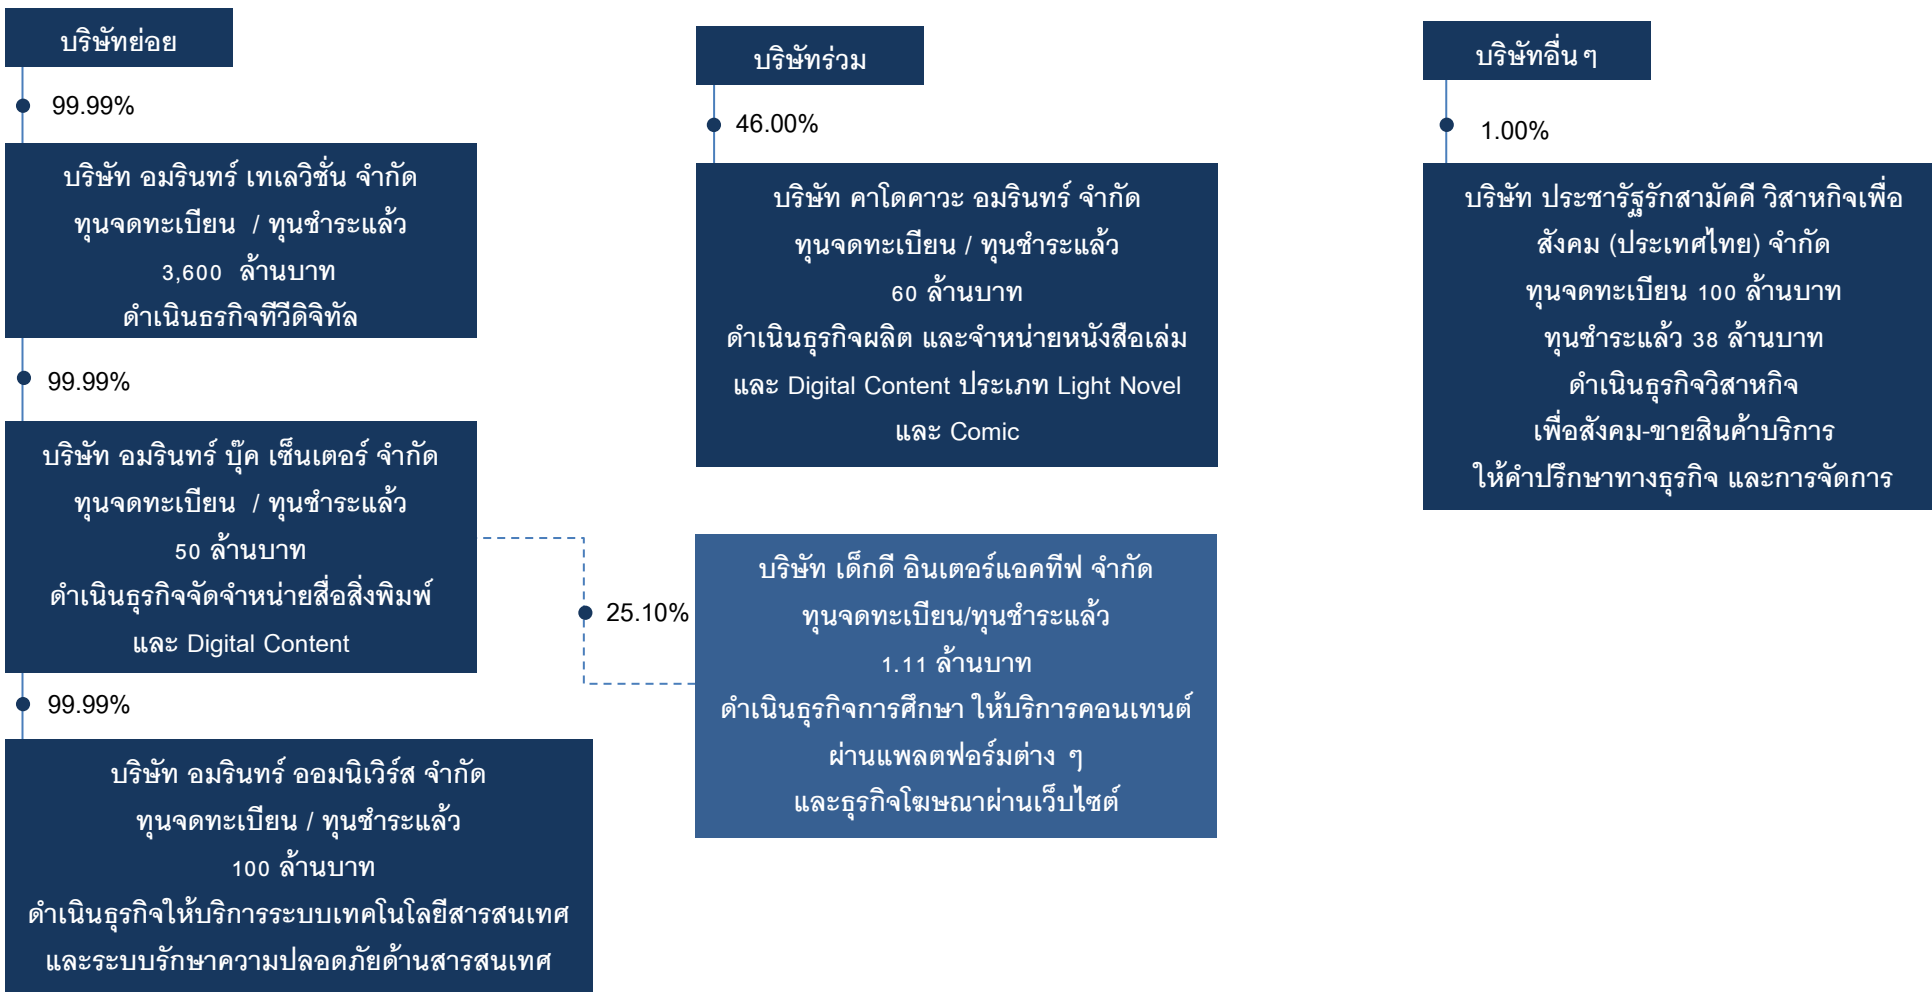 บริษัทย่อย
99.99%
บริษัท อมรินทร์ เทเลวิชั่น จำกัด
ทุนจดทะเบียน / ทุนชำระแล้ว
3,600 ล้านบาท
ดำเนินธรกิจทีวีดิจิทัล
99.99%
บริษัท อมรินทร์ บุ๊ค เซ็นเตอร์ จำกัด
ทุนจดทะเบียน / ทุนชำระแล้ว
50 ล้านบาท
ดำเนินธุรกิจจัดจำหน่ายสื่อสิ่งพิมพ์
และ Digital Content
99.99%
บริษัท อมรินทร์ ออมนิเวิร์ส จำกัด
ทุนจดทะเบียน / ทุนชำระแล้ว
100 ล้านบาท
ดำเนินธุรกิจให้บริการระบบเทคโนโลยีสารสนเทศ
และระบบรักษาความปลอดภัยด้านสารสนเทศ
บริษัทร่วม
46.00%
บริษัท คาโดคาวะ อมรินทร์ จำกัด
ทุนจดทะเบียน / ทุนชำระแล้ว
60 ล้านบาท
ดำเนินธุรกิจผลิต และจำหน่ายหนังสือเล่ม
และ Digital Content ประเภท Light Novel
และ Comic
25.10%
บริษัท เด็กดี อินเตอร์แอคทีฟ จำกัด
ทุนจดทะเบียน/ทุนชำระแล้ว
1.11 ล้านบาท
ดำเนินธุรกิจการศึกษา ให้บริการคอนเทนต์
ผ่านแพลตฟอร์มต่าง ๆ
และธุรกิจโฆษณาผ่านเว็บไซต์
บริษัทอื่น ๆ
1.00%
บริษัท ประชารัฐรักสามัคคี วิสาหกิจเพื่อ
สังคม (ประเทศไทย) จำกัด
ทุนจดทะเบียน 100 ล้านบาท
ทุนชำระแล้ว 38 ล้านบาท
ดำเนินธุรกิจวิสาหกิจ
เพื่อสังคม-ขายสินค้าบริการ
ให้คำปรึกษาทางธุรกิจ และการจัดการ